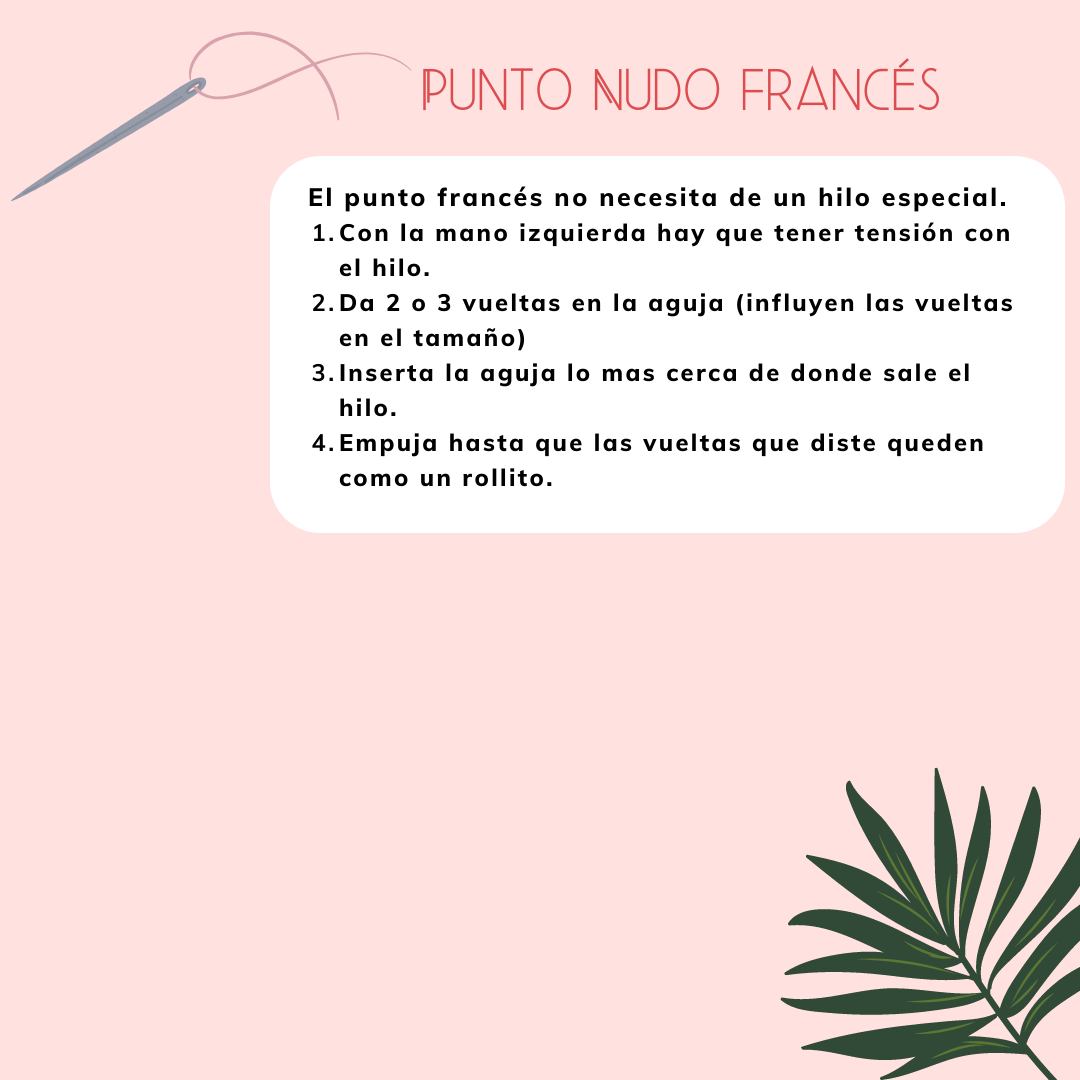 PUNTO NUDO FRANCÉS
El punto francés no necesita de un hilo especial.
1. Con la mano izquierda hay que tener tensión con
el hilo.
2. Da 2 o 3 vueltas en la aguja (influyen las vueltas
en el tamaño)
3. Inserta la aguja lo mas cerca de donde sale el
hilo.
4. Empuja hasta que las vueltas que diste queden
como un rollito.